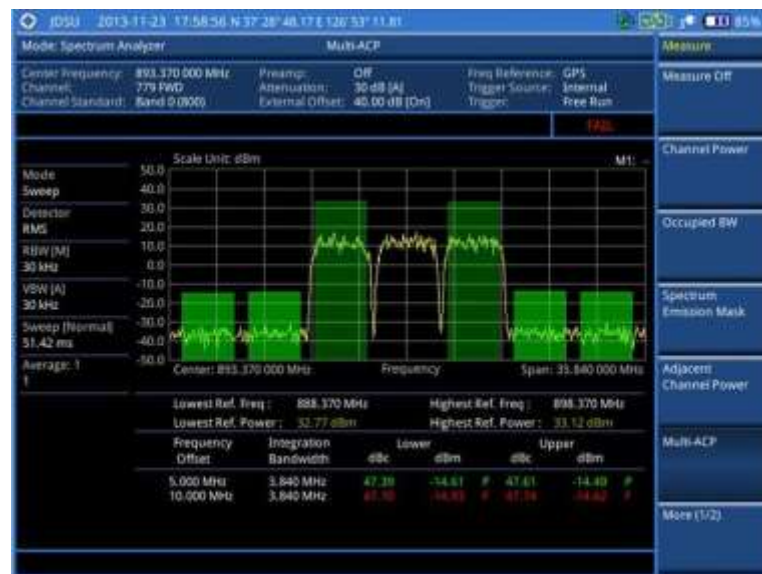 JDSU 2013-11-23 17:58:56 N 37° 28' 48.17 E 126° 53' 11.81 85%
Mode: Spectrum Analyzer Multi-ACP Measure
Center Frequency: 893.370 000 MHz Preamp: Off Freq Reference: GPS
Channel: 779 FWD Attenuation: 30 dB [A] Trigger Source: Internal
Channel Standard: Band 0 (800) External Offset: 40.00 dB [On] Trigger: Free Run
Measure Off
FAIL
Channel Power
Scale Unit: dBm M1: --
Mode
Sweep
Detector
RMS
RBW [M]
30 kHz
VBW [A]
30 kHz
Sweep [Normal]
51.42 ms
Average: 1
1
50.0
40.0
30.0
20.0
10.0
0.0
-10.0
-20.0
-30.0
-40.0
-50.0
Center: 893.370 000 MHz Frequency Span: 33.840 000 MHz
Occupied BW
Spectrum
Emission Mask
Adjacent
Channel Power
Multi-ACP
More (1/2)
Lowest Ref. Freq : 888.370 MHz Highest Ref. Freq : 898.370 MHz
Lowest Ref. Power : 32.77 dBm Highest Ref. Power : 33.12 dBm
Frequency Integration Lower Upper
Offset Bandwidth dBc dBm dBc dBm
5.000 MHz 3.840 MHz 47.39 -14.61 P 47.61 -14.49 P
10.000 MHz 3.840 MHz